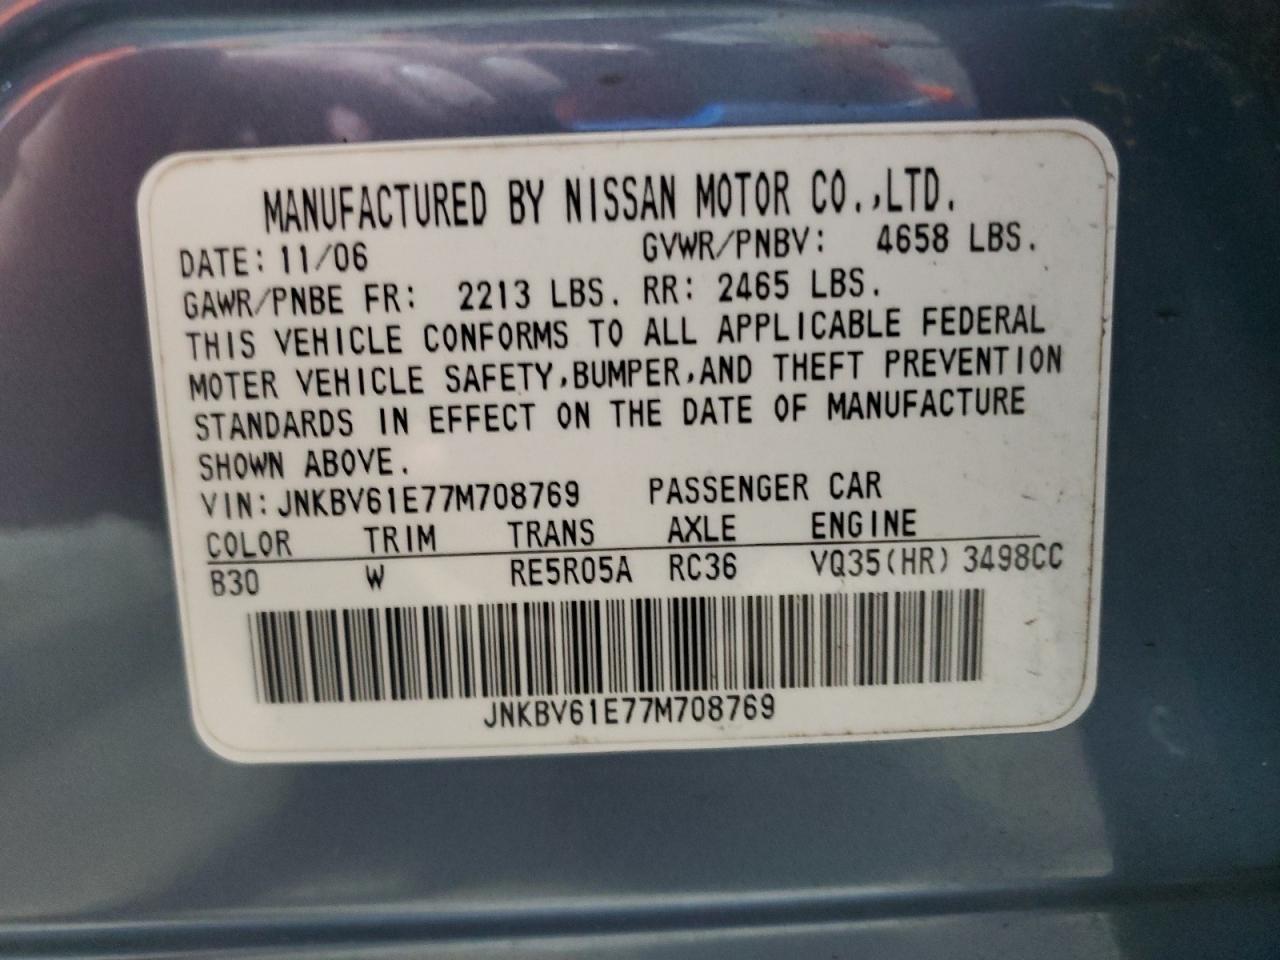 MANUFACTURED BY NISSAN MOTOR CO.,LTD.
DATE: 11/06 GVWR/PNBV: 4658 LBS.
GAWR/PNBE FR: 2213 LBS. RR: 2465 LBS.
THIS VEHICLE CONFORMS TO ALL APPLICABLE FEDERAL
MOTER VEHICLE SAFETY,BUMPER,AND THEFT PREVENTION
STANDARDS IN EFFECT ON THE DATE OF MANUFACTURE
SHOWN ABOVE.
VIN: JNKBV61E77M708769 PASSENGER CAR
COLOR TRIM TRANS AXLE ENGINE
B30 W RE5R05A RC36 VQ35(HR) 3498CC
JNKBV61E77M708769